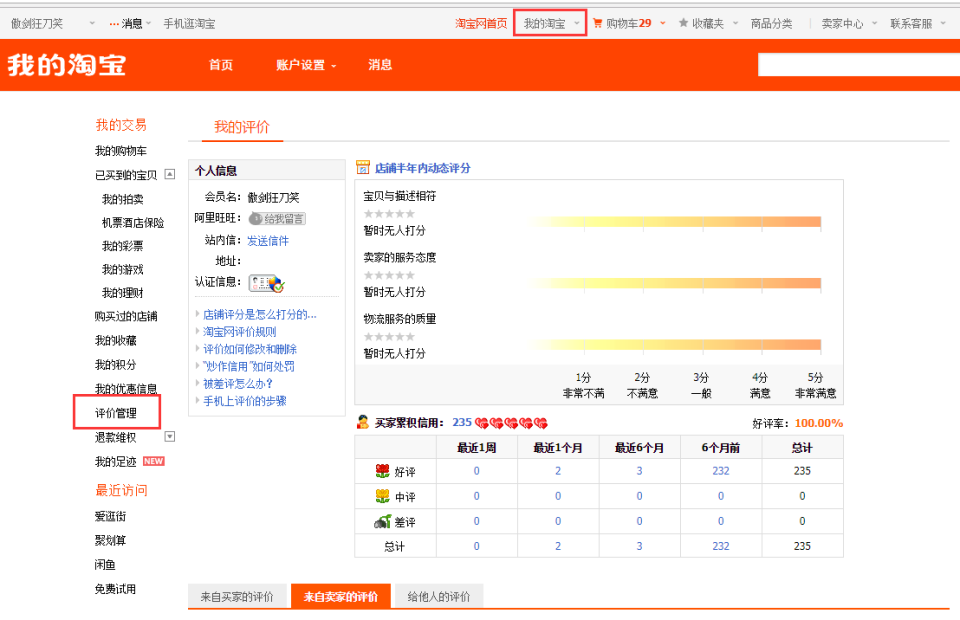 傲剑狂刀笑 消息 手机逛淘宝 淘宝网首页 我的淘宝 购物车29 收藏夹 商品分类 卖家中心 联系客服
我的淘宝 首页 账户设置 消息
我的交易
我的购物车
已买到的宝贝
我的拍卖
机票酒店保险
我的彩票
我的游戏
我的理财
购买过的店铺
我的收藏
我的积分
我的优惠信息
评价管理
退款维权
我的足迹 NEW
最近访问
爱逛街
聚划算
闲鱼
免费试用
我的评价
个人信息
会员名：傲剑狂刀笑
阿里旺旺：给我留言
站内信：发送信件
地址：
认证信息：
店铺评分是怎么打分的...
淘宝网评价规则
评价如何修改和删除
"炒作信用"如何处罚
被差评怎么办？
手机上评价的步骤
店铺半年内动态评分
宝贝与描述相符
暂时无人打分
卖家的服务态度
暂时无人打分
物流服务的质量
暂时无人打分
1分 2分 3分 4分 5分
非常不满 不满意 一般 满意 非常满意
买家累积信用：235 好评率：100.00%
最近1周 最近1个月 最近6个月 6个月前 总计
好评 0 2 3 232 235
中评 0 0 0 0 0
差评 0 0 0 0 0
总计 0 2 3 232 235
来自买家的评价 来自卖家的评价 给他人的评价